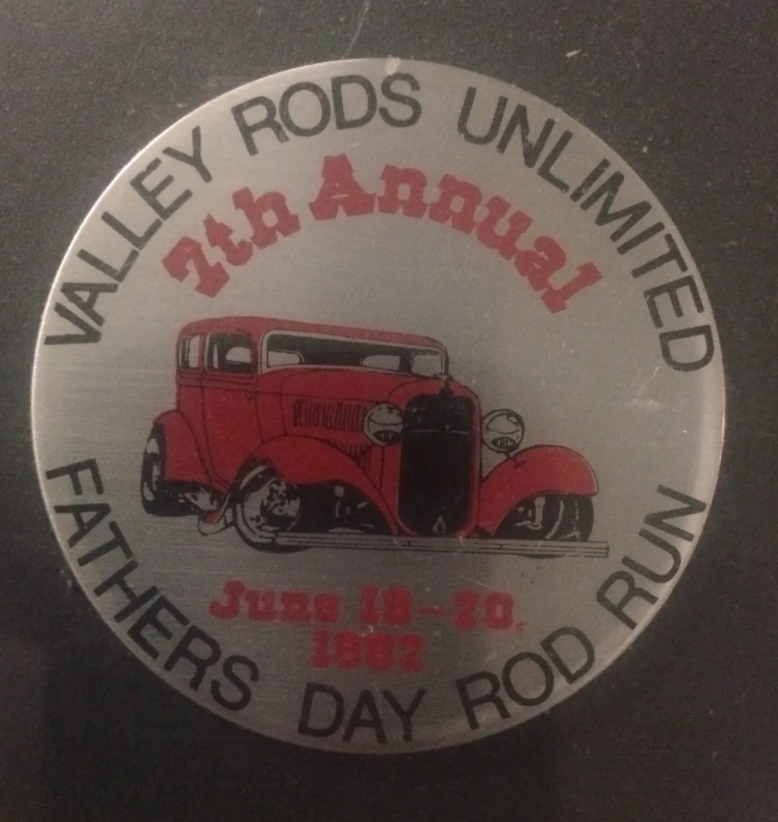 VALLEY RODS UNLIMITED
7th Annual
June 18-20,
1982
FATHERS DAY ROD RUN